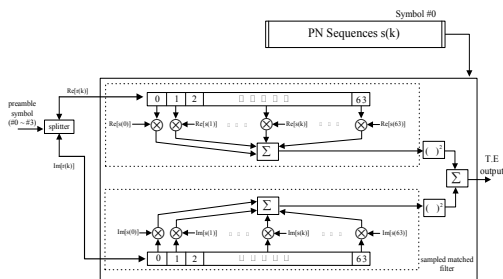 Symbol #0
PN Sequences s(k)
Re[r(k)]
0 1 2 63
preamble
symbol
(#0 ~ #3)
splitter
Re[s(0)] Re[s(1)] Re[s(k)] Re[s(63)]
Σ
( )²
T.E
output
Σ
Im[r(k)]
Σ
( )²
Im[s(0)] Im[s(1)] Im[s(k)] Im[s(63)]
0 1 2 63
sampled matched
filter